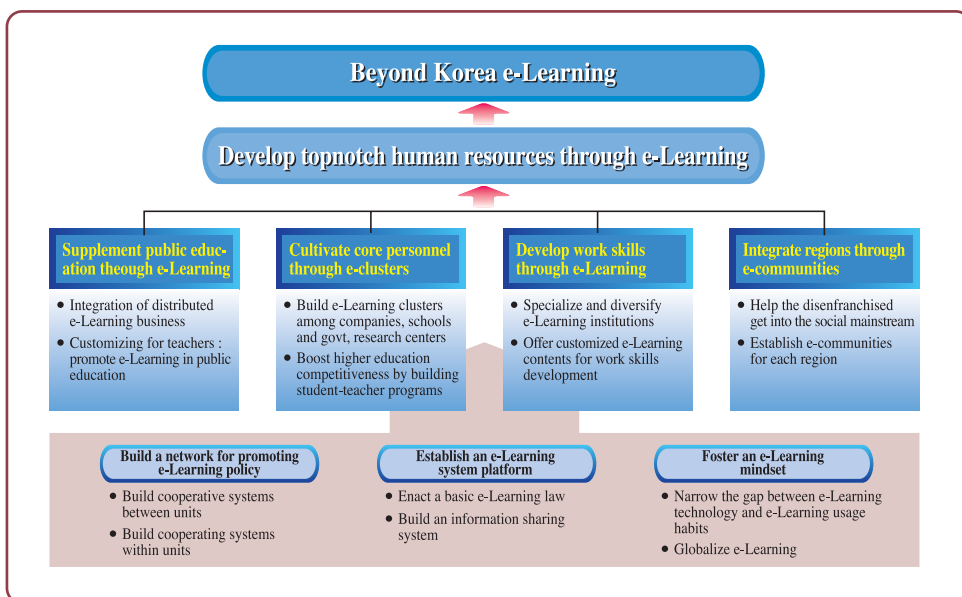 Beyond Korea e-Learning
Develop topnotch human resources through e-Learning
Supplement public educ-
ation theough e-Learning
• Integration of distributed
e-Learning business
• Customizing for teachers :
promote e-Learning in public
education
Cultivate core personnel
through e-clusters
• Build e-Learning clusters
among companies, schools
and govt, research centers
• Boost higher education
competitiveness by building
student-teacher programs
Develop work skills
through e-Learning
• Specialize and diversify
e-Learning institutions
• Offer customized e-Learning
contents for work skills
development
Integrate regions through
e-communities
• Help the disenfranchised
get into the social mainstream
• Establish e-communities
for each region
Build a network for promoting
e-Learning policy
• Build cooperative systems
between units
• Build cooperating systems
within units
Establish an e-Learning
system platform
• Enact a basic e-Learning law
• Build an information sharing
system
Foster an e-Learning
mindset
• Narrow the gap between e-Learning
technology and e-Learning usage
habits
• Globalize e-Learning